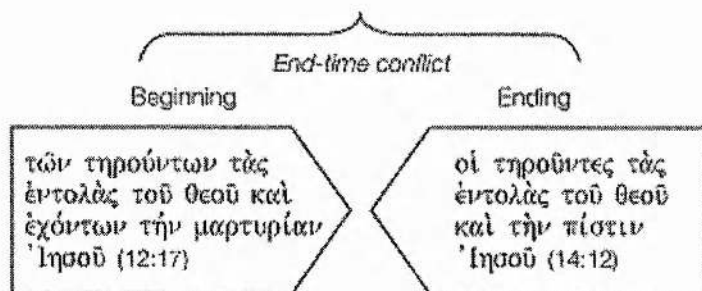 End-time conflict
Beginning
Ending
τῶν τηρούντων τὰς
ἐντολὰς τοῦ θεοῦ καὶ
ἐχόντων τήν μαρτυρίαν
Ἰησοῦ (12:17)
οἱ τηροῦντες τὰς
ἐντολὰς τοῦ θεοῦ
καὶ τὴν πίστιν
Ἰησοῦ (14:12)